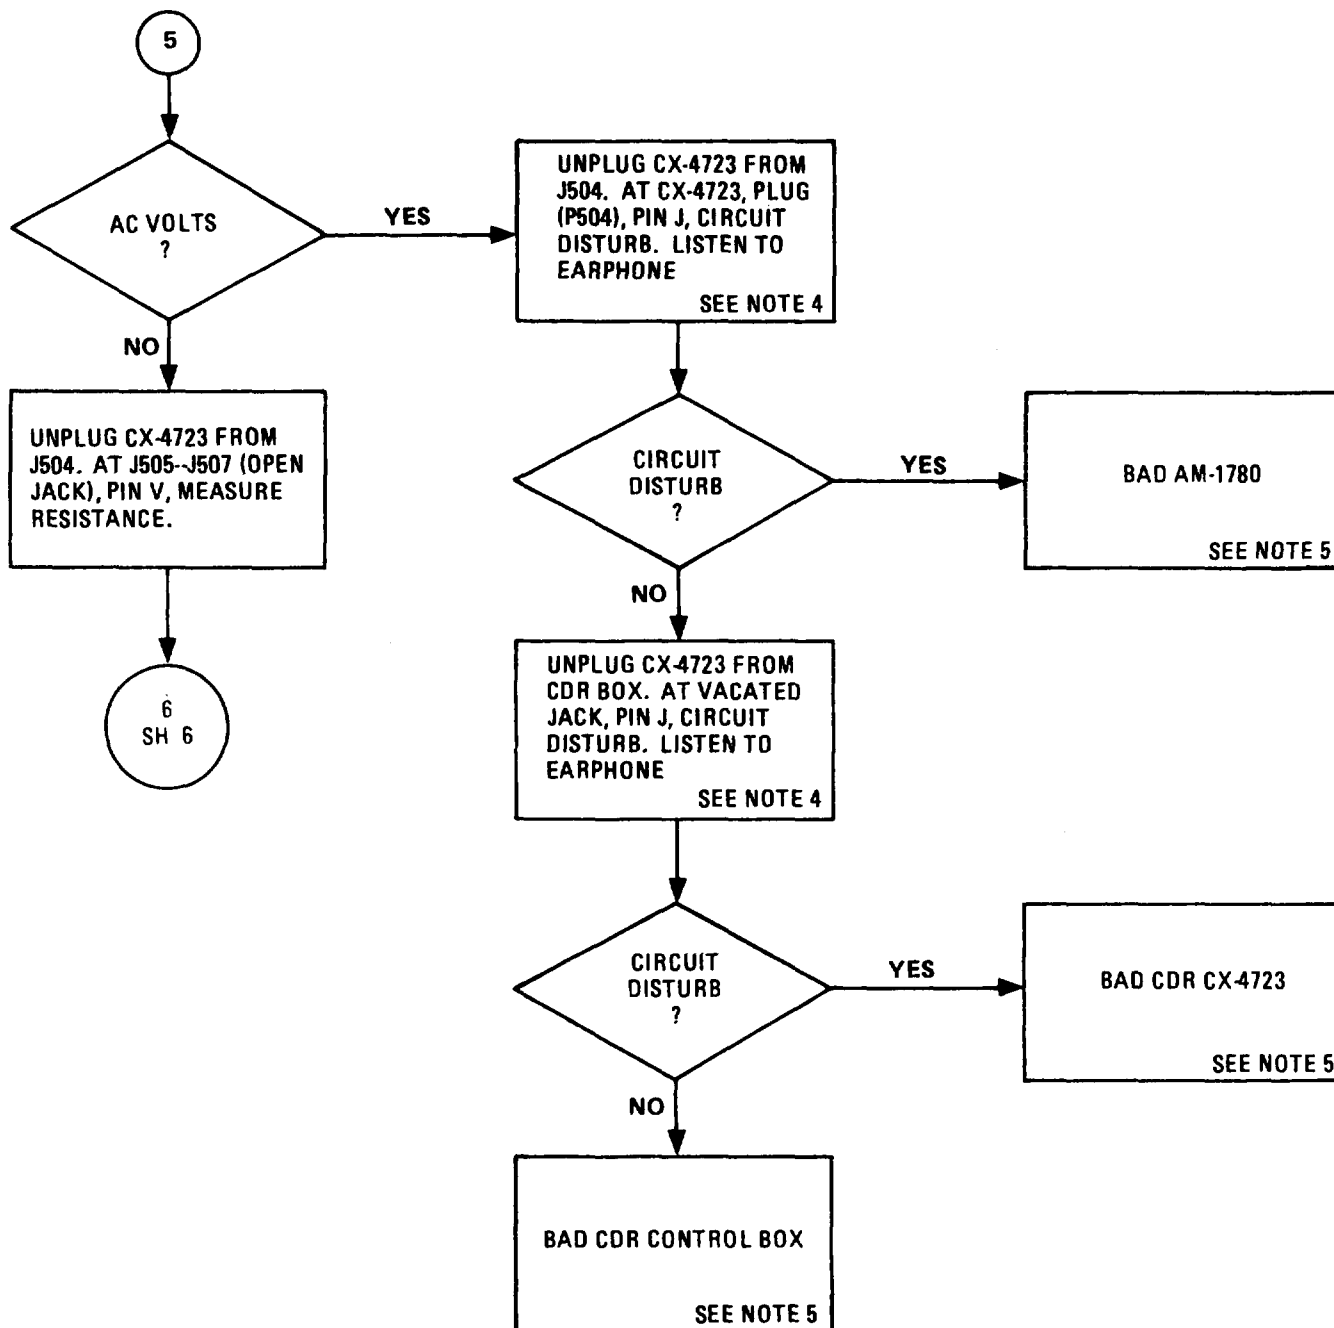 5
AC VOLTS
?
YES
UNPLUG CX-4723 FROM
J504. AT CX-4723, PLUG
(P504), PIN J, CIRCUIT
DISTURB. LISTEN TO
EARPHONE
SEE NOTE 4
NO
UNPLUG CX-4723 FROM
J504. AT J505--J507 (OPEN
JACK), PIN V, MEASURE
RESISTANCE.
6
SH 6
CIRCUIT
DISTURB
?
YES
BAD AM-1780
SEE NOTE 5
NO
UNPLUG CX-4723 FROM
CDR BOX. AT VACATED
JACK, PIN J, CIRCUIT
DISTURB. LISTEN TO
EARPHONE
SEE NOTE 4
CIRCUIT
DISTURB
?
YES
BAD CDR CX-4723
SEE NOTE 5
NO
BAD CDR CONTROL BOX
SEE NOTE 5